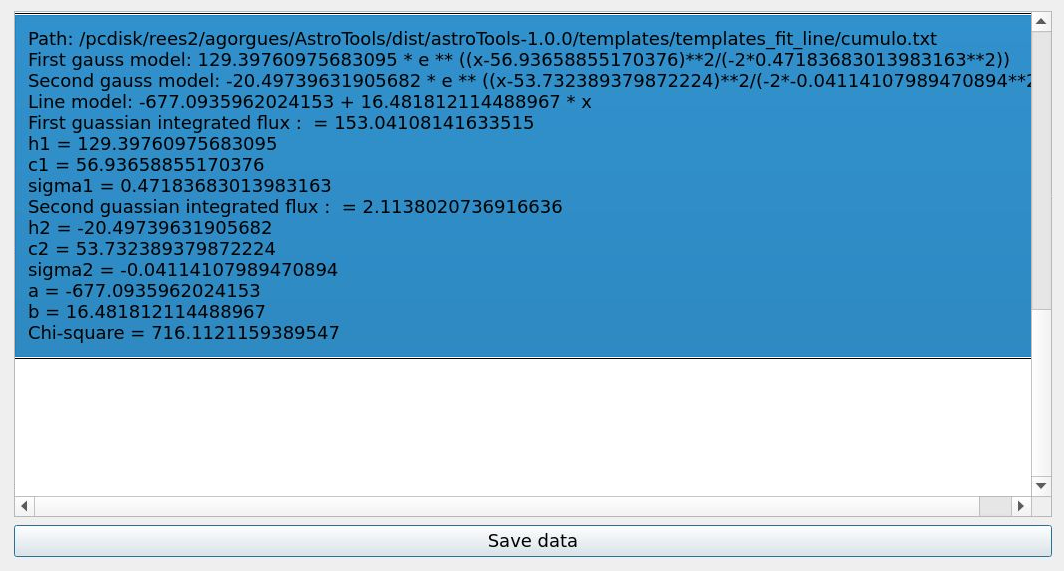 Path: /pcdisk/rees2/agorgues/AstroTools/dist/astroTools-1.0.0/templates/templates_fit_line/cumulo.txt
First gauss model: 129.39760975683095 * e ** ((x-56.93658855170376)**2/(-2*0.47183683013983163**2))
Second gauss model: -20.49739631905682 * e ** ((x-53.732389379872224)**2/(-2*-0.04114107989470894**2
Line model: -677.0935962024153 + 16.481812114488967 * x
First guassian integrated flux :  = 153.04108141633515
h1 = 129.39760975683095
c1 = 56.93658855170376
sigma1 = 0.47183683013983163
Second guassian integrated flux :  = 2.1138020736916636
h2 = -20.49739631905682
c2 = 53.732389379872224
sigma2 = -0.04114107989470894
a = -677.0935962024153
b = 16.481812114488967
Chi-square = 716.1121159389547
Save data